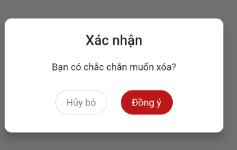 Xác nhận
Bạn có chắc chắn muốn xóa?
Hủy bỏ
Đồng ý